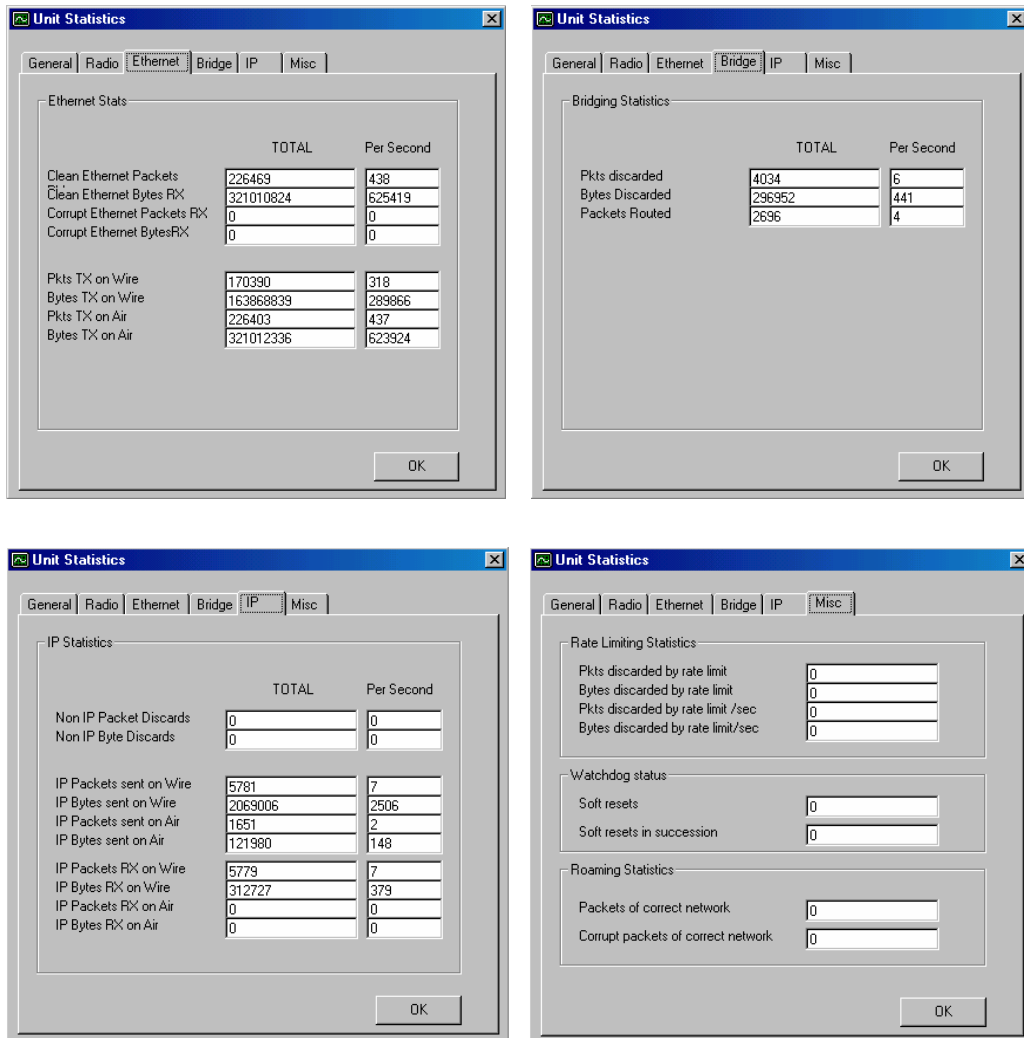 Unit Statistics
General Radio Ethernet Bridge IP Misc
Ethernet Stats
TOTAL Per Second
Clean Ethernet Packets 226469 438
Clean Ethernet Bytes RX 321010824 625419
Corrupt Ethernet Packets RX 0 0
Corrupt Ethernet BytesRX 0 0
Pkts TX on Wire 170390 318
Bytes TX on Wire 163868839 289866
Pkts TX on Air 226403 437
Bytes TX on Air 321012336 623924
OK
Unit Statistics
General Radio Ethernet Bridge IP Misc
Bridging Statistics
TOTAL Per Second
Pkts discarded 4034 6
Bytes Discarded 296952 441
Packets Routed 2696 4
OK
Unit Statistics
General Radio Ethernet Bridge IP Misc
IP Statistics
TOTAL Per Second
Non IP Packet Discards 0 0
Non IP Byte Discards 0 0
IP Packets sent on Wire 5781 7
IP Bytes sent on Wire 2069006 2506
IP Packets sent on Air 1651 2
IP Bytes sent on Air 121980 148
IP Packets RX on Wire 5779 7
IP Bytes RX on Wire 312727 379
IP Packets RX on Air 0 0
IP Bytes RX on Air 0 0
OK
Unit Statistics
General Radio Ethernet Bridge IP Misc
Rate Limiting Statistics
Pkts discarded by rate limit 0
Bytes discarded by rate limit 0
Pkts discarded by rate limit /sec 0
Bytes discarded by rate limit/sec 0
Watchdog status
Soft resets 0
Soft resets in succession 0
Roaming Statistics
Packets of correct network 0
Corrupt packets of correct network 0
OK